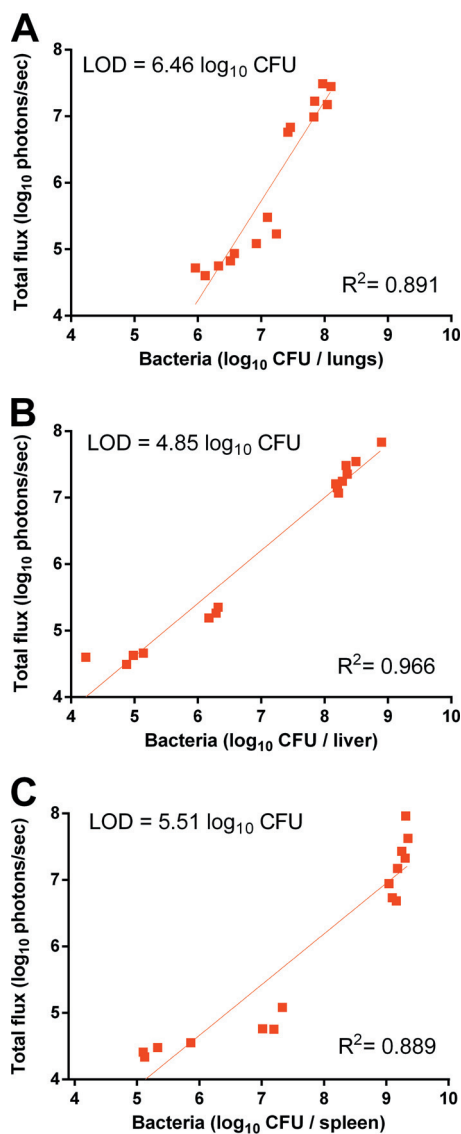 A
LOD = 6.46 log₁₀ CFU
8
7
6
5
4
Total flux (log₁₀ photons/sec)
R²= 0.891
4 5 6 7 8 9 10
Bacteria (log₁₀ CFU / lungs)
B
LOD = 4.85 log₁₀ CFU
8
7
6
5
4
Total flux (log₁₀ photons/sec)
R²= 0.966
4 5 6 7 8 9 10
Bacteria (log₁₀ CFU / liver)
C
LOD = 5.51 log₁₀ CFU
8
7
6
5
4
Total flux (log₁₀ photons/sec)
R²= 0.889
4 5 6 7 8 9 10
Bacteria (log₁₀ CFU / spleen)